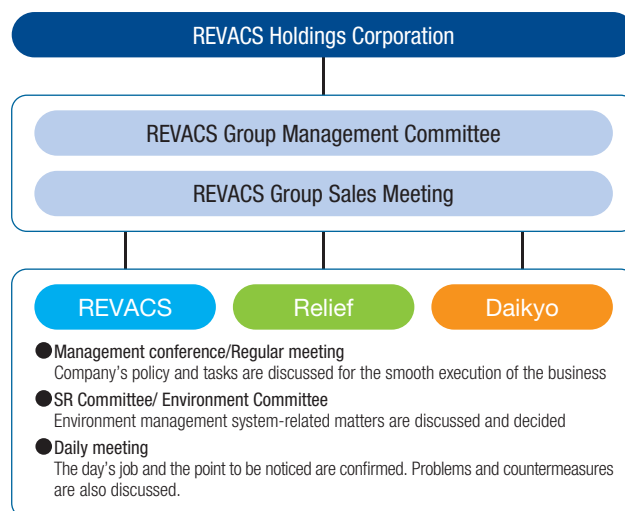 REVACS Holdings Corporation
REVACS Group Management Committee
REVACS Group Sales Meeting
REVACS
Relief
Daikyo
●Management conference/Regular meeting
Company's policy and tasks are discussed for the smooth execution of the business
●SR Committee/ Environment Committee
Environment management system-related matters are discussed and decided
●Daily meeting
The day's job and the point to be noticed are confirmed. Problems and countermeasures
are also discussed.